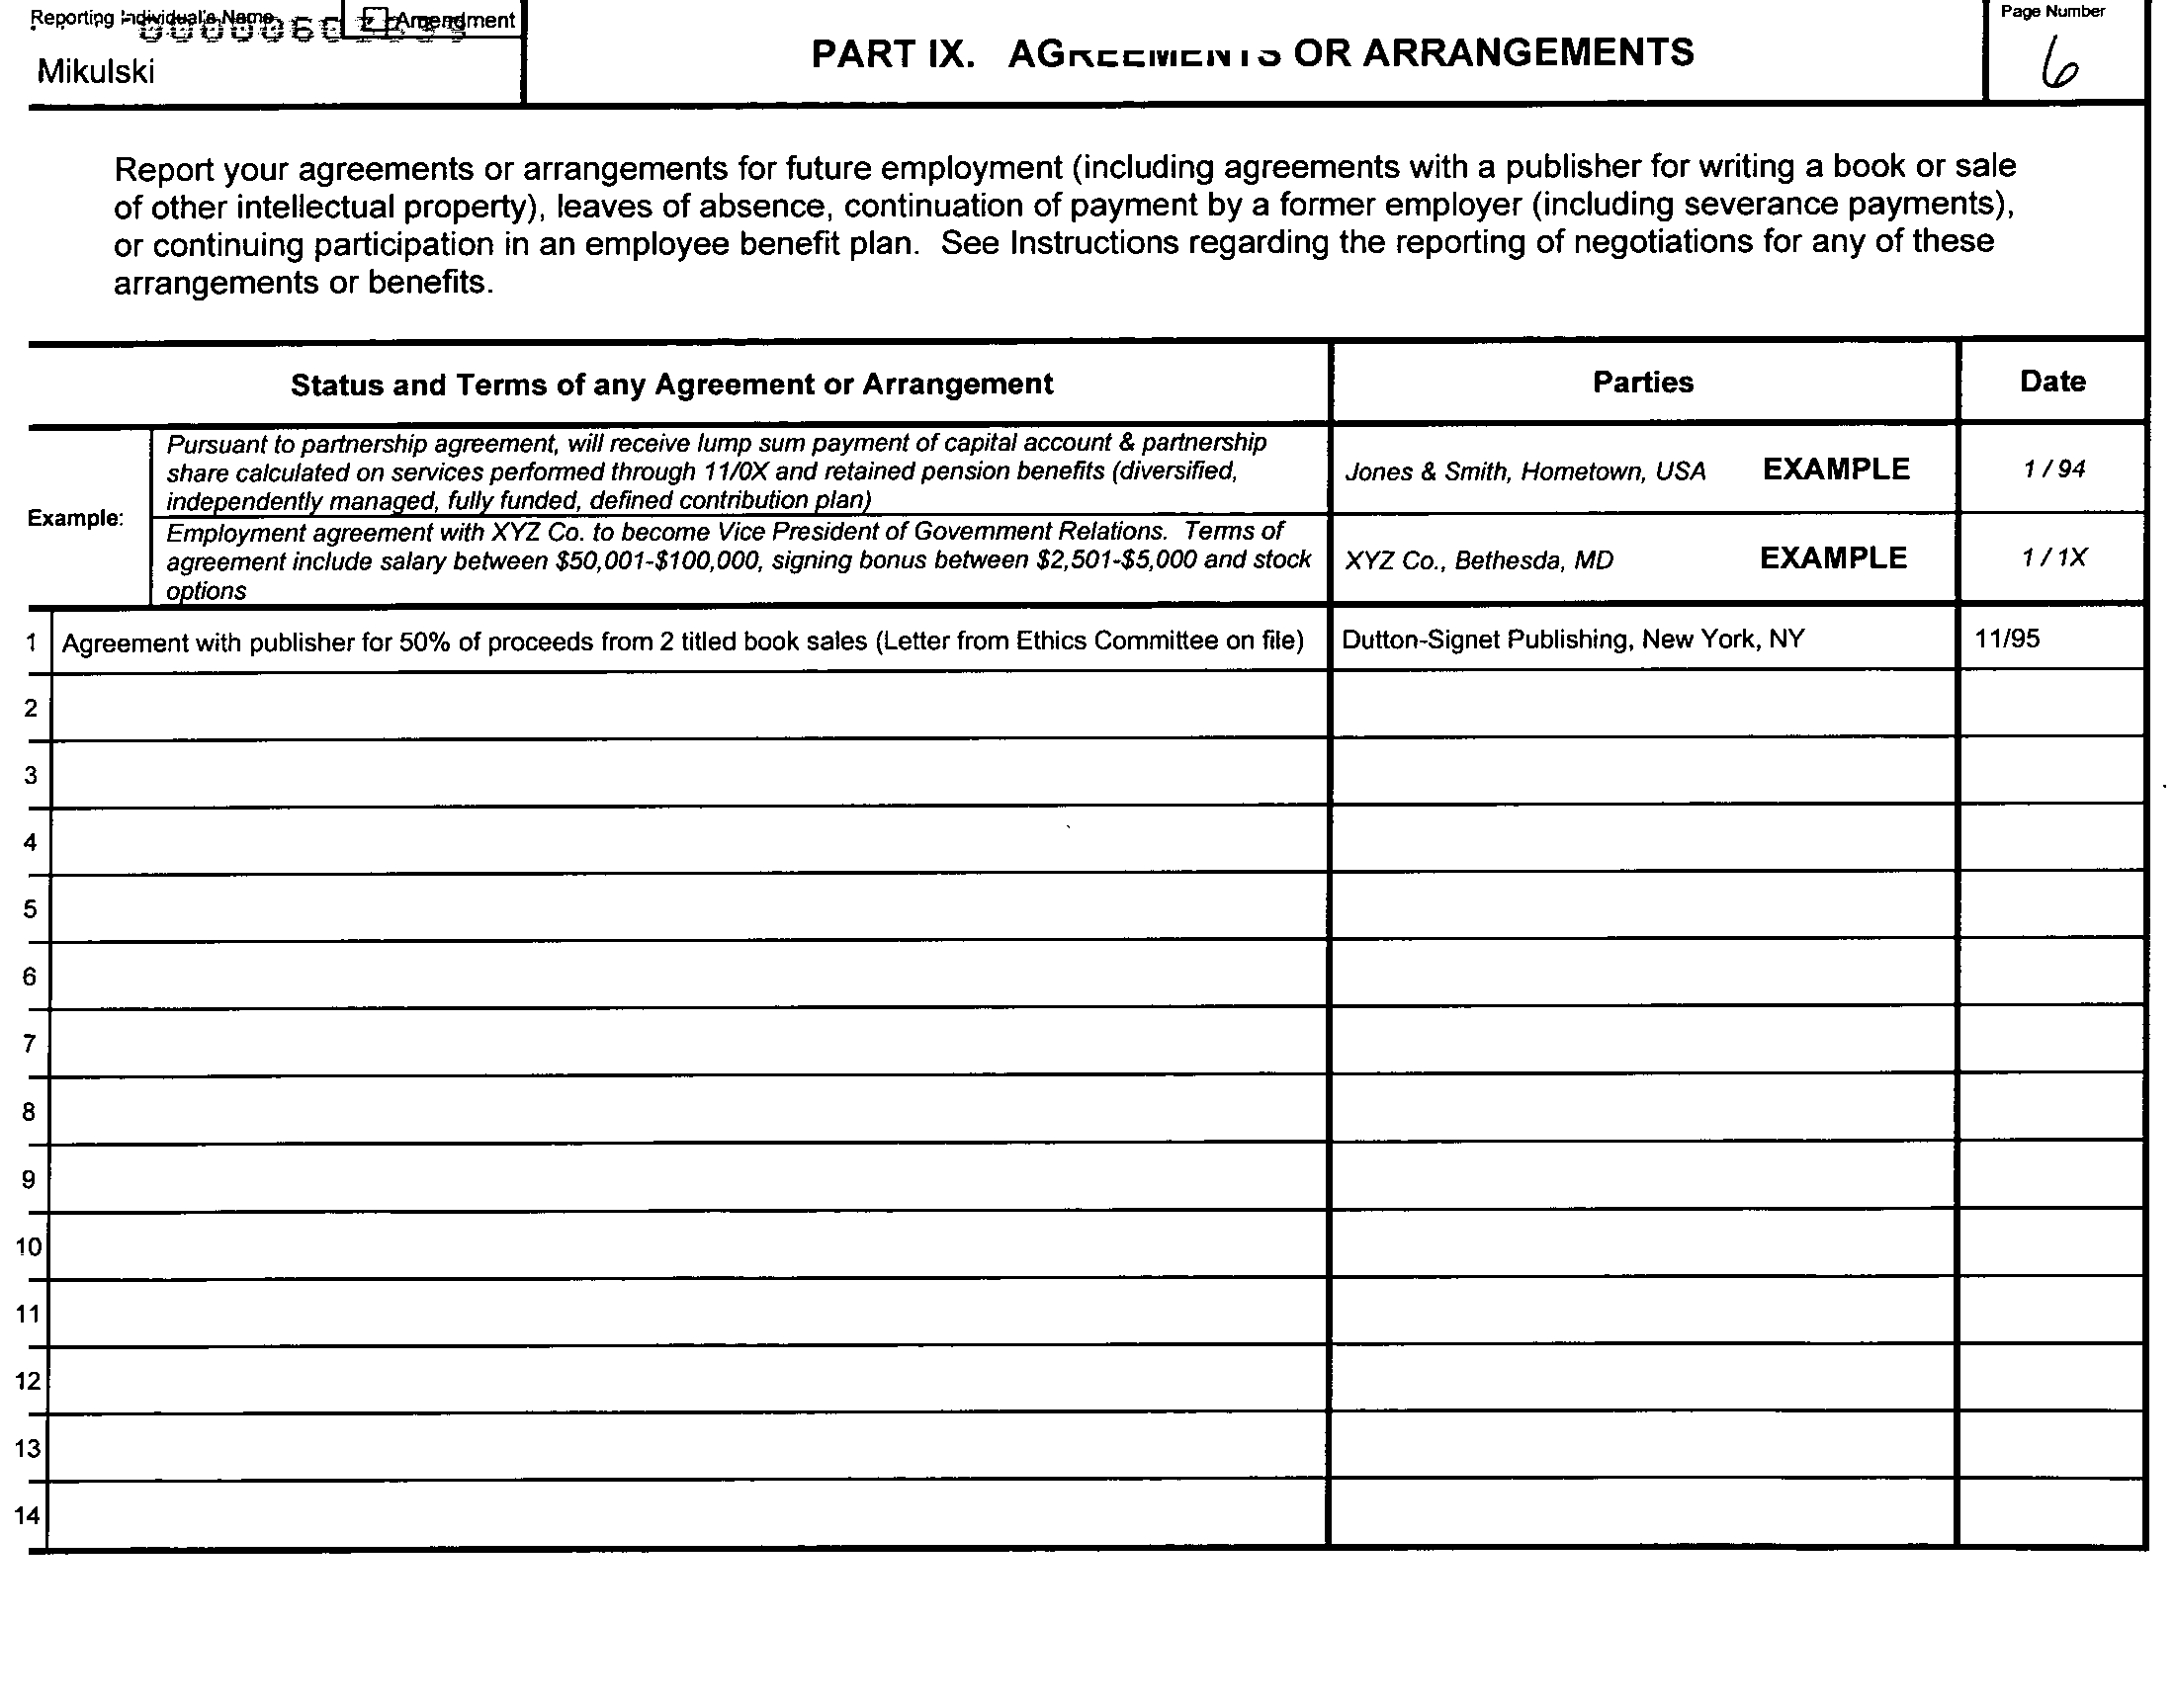 Reporting Individual's Name
Amendment
Mikulski
PART IX. AGREEMENTS OR ARRANGEMENTS
Page Number
6
Report your agreements or arrangements for future employment (including agreements with a publisher for writing a book or sale
of other intellectual property), leaves of absence, continuation of payment by a former employer (including severance payments),
or continuing participation in an employee benefit plan. See Instructions regarding the reporting of negotiations for any of these
arrangements or benefits.
Status and Terms of any Agreement or Arrangement
Parties
Date
Example:
Pursuant to partnership agreement, will receive lump sum payment of capital account & partnership
share calculated on services performed through 11/0X and retained pension benefits (diversified,
independently managed, fully funded, defined contribution plan)
Jones & Smith, Hometown, USA EXAMPLE
1 / 94
Employment agreement with XYZ Co. to become Vice President of Government Relations. Terms of
agreement include salary between $50,001-$100,000, signing bonus between $2,501-$5,000 and stock
options
XYZ Co., Bethesda, MD EXAMPLE
1 / 1X
1 Agreement with publisher for 50% of proceeds from 2 titled book sales (Letter from Ethics Committee on file) Dutton-Signet Publishing, New York, NY 11/95
2
3
4
5
6
7
8
9
10
11
12
13
14